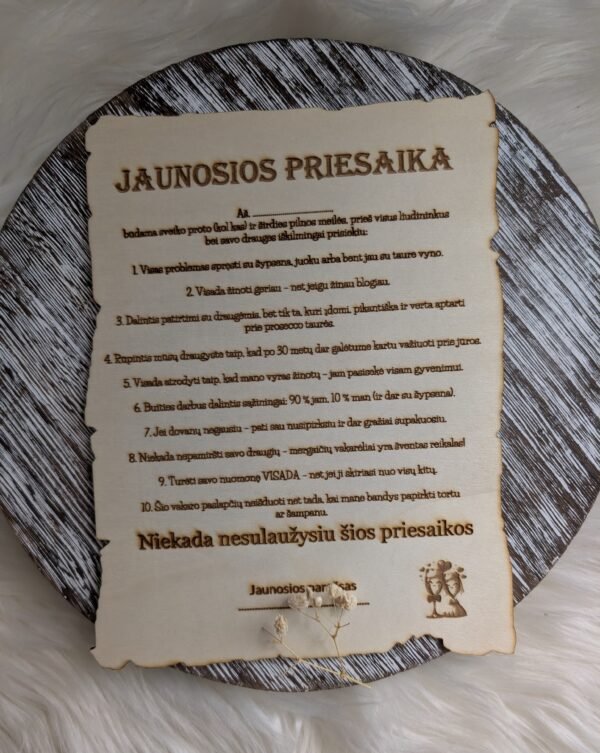 JAUNOSIOS PRIESAIKA
Aš, ..............................
būdama sveiko proto (kol kas) ir širdies pilnos meilės, prieš visus liudininkus
bei savo drauges iškilmingai prisiekiu:
1. Visas problemas spręsti su šypsena, juoku arba bent jau su taure vyno.
2. Visada žinoti geriau – net jeigu žinau blogiau.
3. Dalintis patirtimi su draugėmis, bet tik ta, kuri įdomi, pikantiška ir verta aptarti
prie prosecco taurės.
4. Rūpintis mūsų draugyste taip, kad po 30 metų dar galėtume kartu važiuoti prie jūros.
5. Visada atrodyti taip, kad mano vyras žinotų – jam pasisekė visam gyvenimui.
6. Buities darbus dalintis sąžiningai: 90 % jam, 10 % man (ir dar su šypsena).
7. Jei dovanų negausiu – pati sau nusipirksiu ir dar gražiai supakuosiu.
8. Niekada nepamiršti savo draugių – mergaičių vakarėliai yra šventas reikalas!
9. Turėti savo nuomonę VISADA – net jei ji skiriasi nuo visų kitų.
10. Šio vakaro paslapčių neišduoti net tada, kai mane bandys papirkti tortu
ar šampanu.
Niekada nesulaužysiu šios priesaikos
Jaunosios